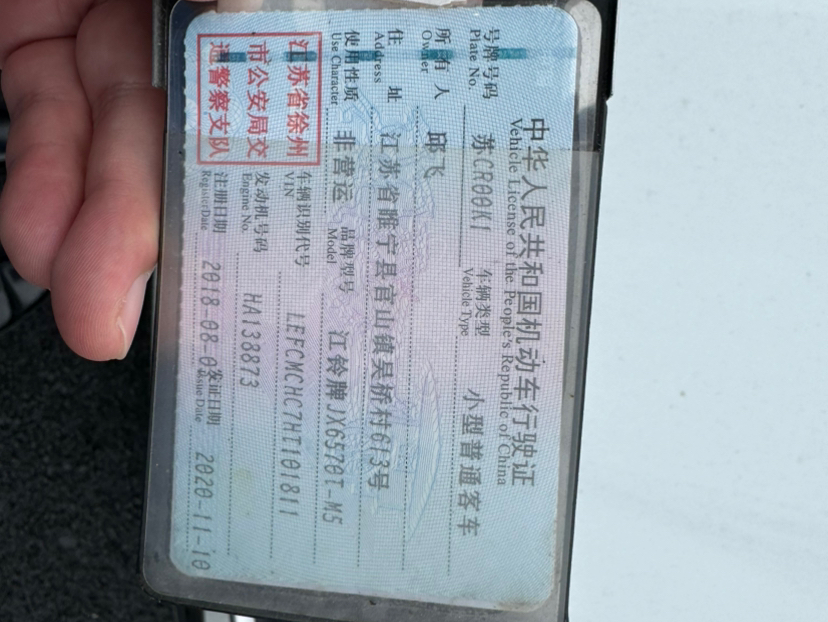 中华人民共和国机动车行驶证
Vehicle License of the People's Republic of China
号牌号码 苏CR00K1 车辆类型 小型普通客车
Plate No. Vehicle Type
所有人 邱飞
Owner
住址 江苏省睢宁县官山镇吴桥村613号
Address
使用性质 非营运 品牌型号 江铃牌JX6570T-M5
Use Character Model
江苏省徐州
市公安局交
通警察支队
车辆识别代号 LEFCMCHC7HT101811
VIN
发动机号码 HA138873
Engine No.
注册日期 2018-08-0 发证日期 2020-11-10
Register Date Issue Date